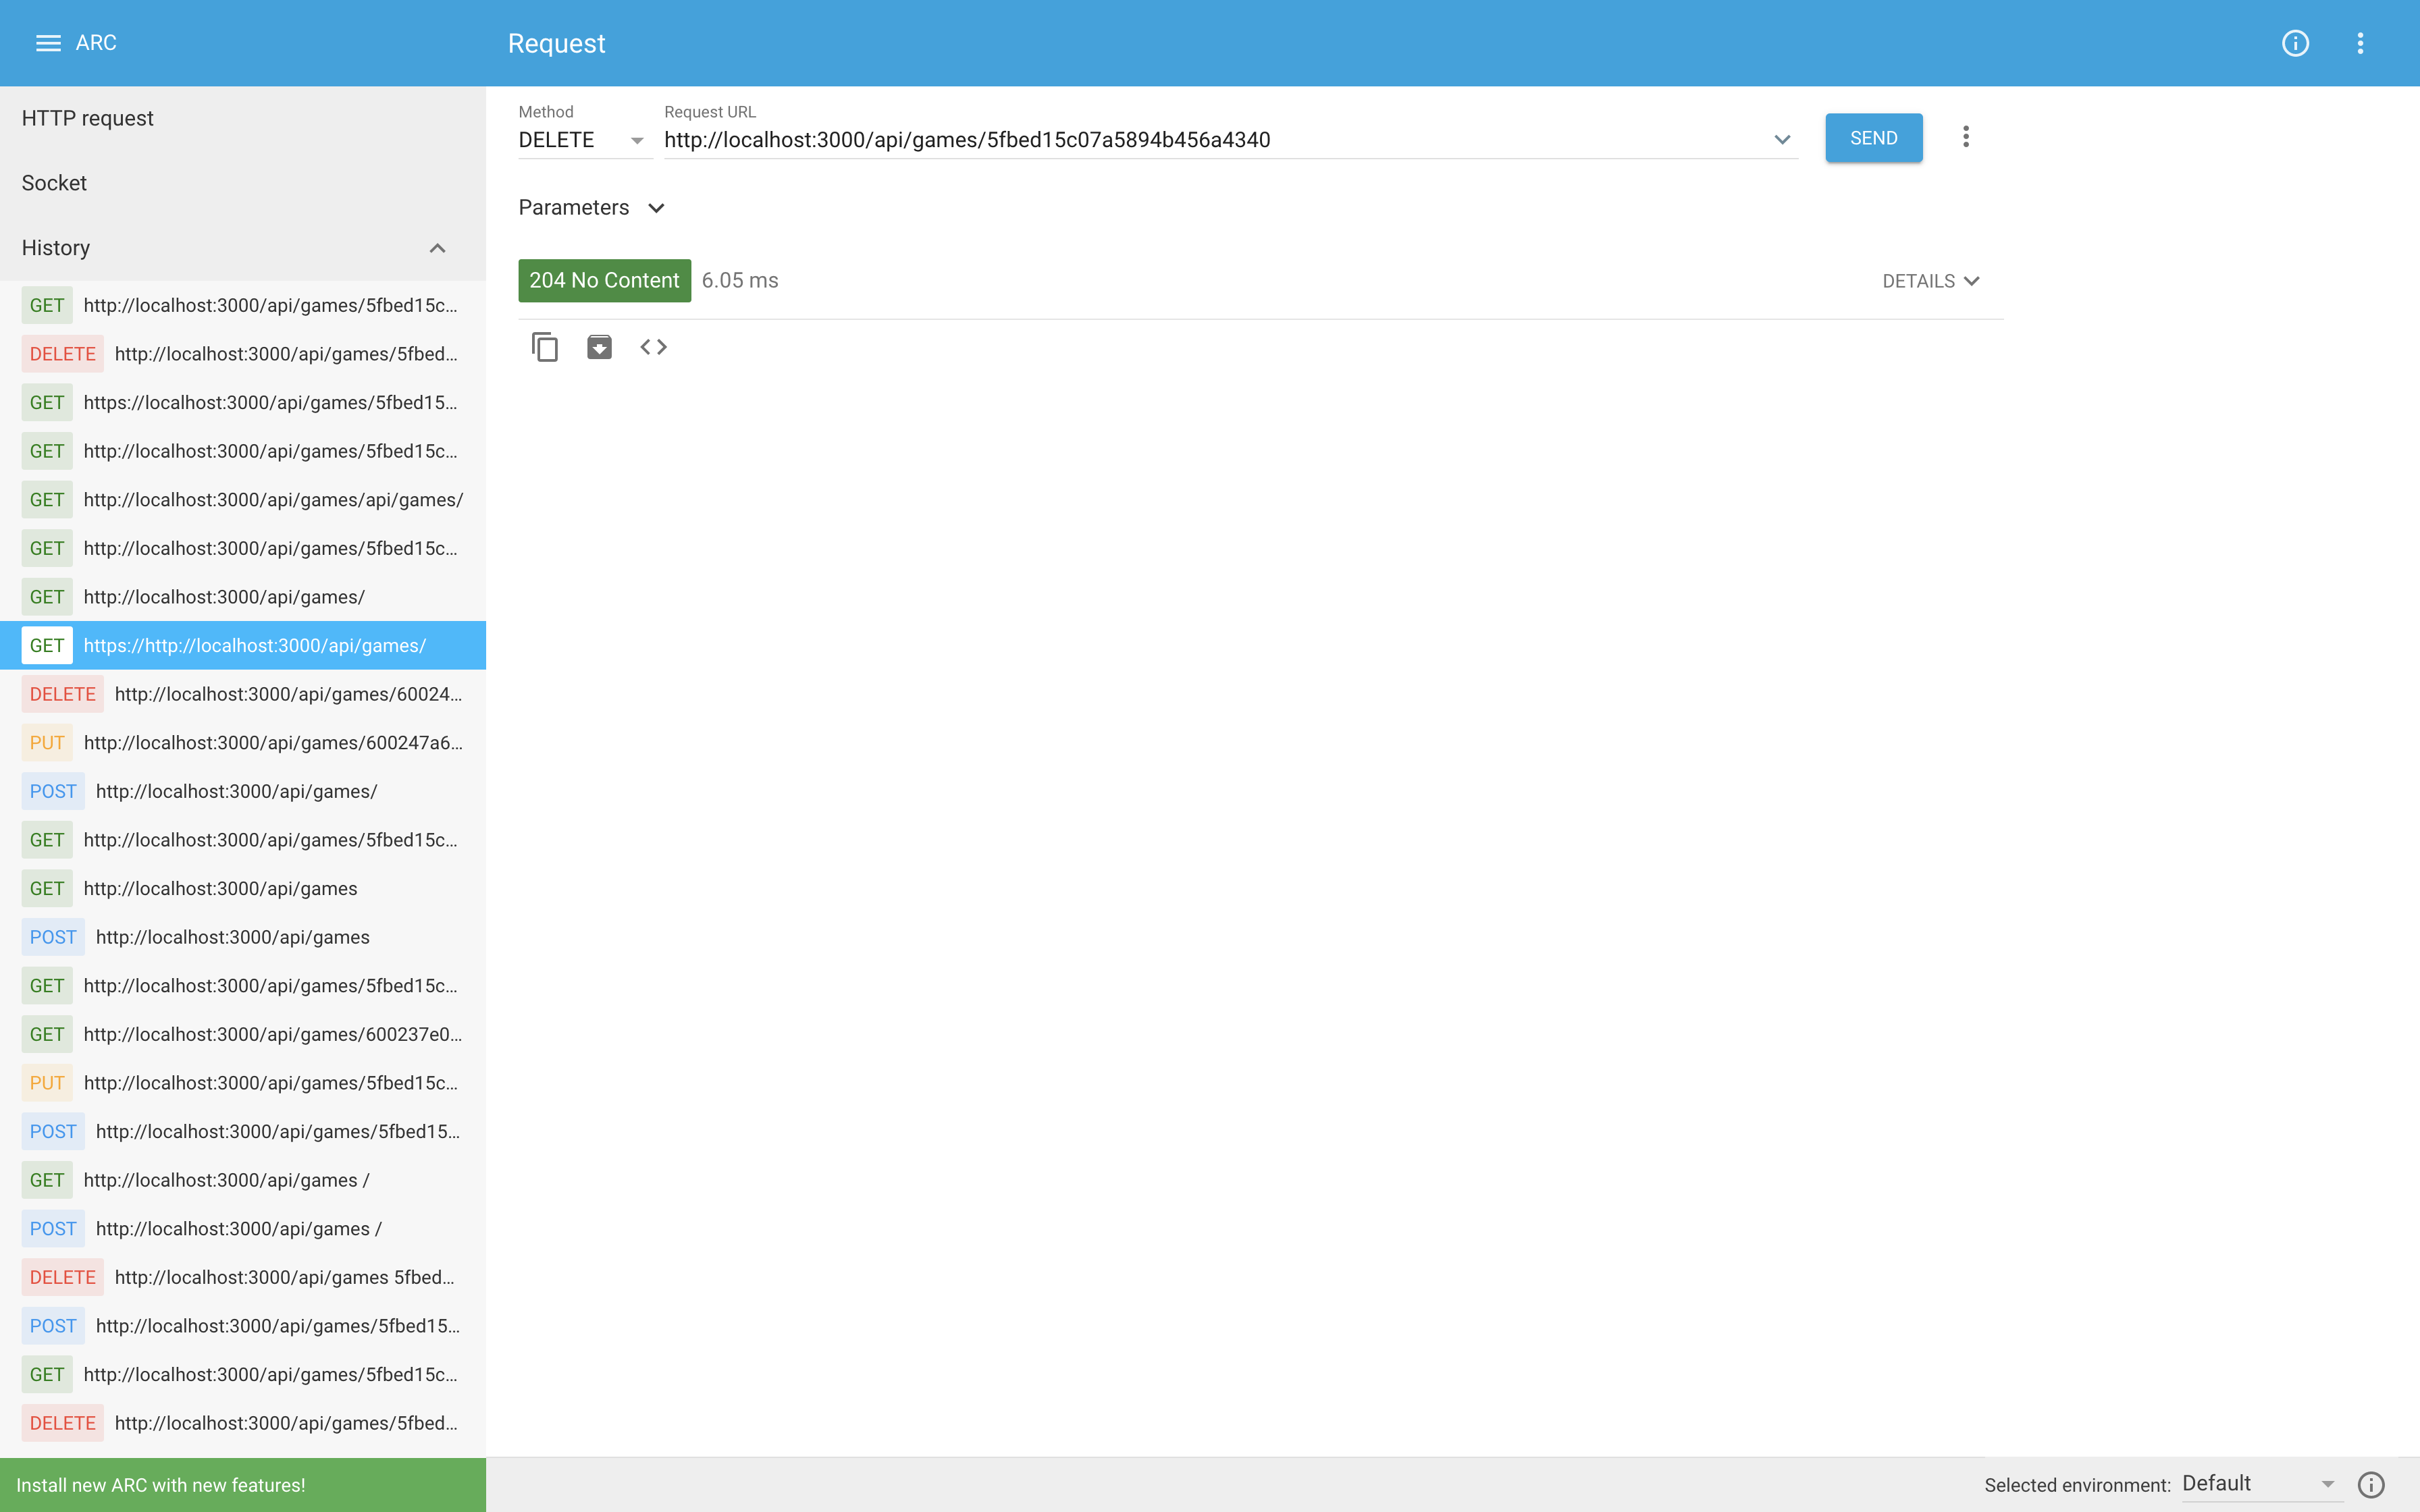 ARC
Request
HTTP request
Socket
History
GET http://localhost:3000/api/games/5fbed15c...
DELETE http://localhost:3000/api/games/5fbed...
GET https://localhost:3000/api/games/5fbed15...
GET http://localhost:3000/api/games/5fbed15c...
GET http://localhost:3000/api/games/api/games/
GET http://localhost:3000/api/games/5fbed15c...
GET http://localhost:3000/api/games/
GET https://http://localhost:3000/api/games/
DELETE http://localhost:3000/api/games/60024...
PUT http://localhost:3000/api/games/600247a6...
POST http://localhost:3000/api/games/
GET http://localhost:3000/api/games/5fbed15c...
GET http://localhost:3000/api/games
POST http://localhost:3000/api/games
GET http://localhost:3000/api/games/5fbed15c...
GET http://localhost:3000/api/games/600237e0...
PUT http://localhost:3000/api/games/5fbed15c...
POST http://localhost:3000/api/games/5fbed15...
GET http://localhost:3000/api/games /
POST http://localhost:3000/api/games /
DELETE http://localhost:3000/api/games 5fbed...
POST http://localhost:3000/api/games/5fbed15...
GET http://localhost:3000/api/games/5fbed15c...
DELETE http://localhost:3000/api/games/5fbed...
Install new ARC with new features!
Method
DELETE
Request URL
http://localhost:3000/api/games/5fbed15c07a5894b456a4340
SEND
Parameters
204 No Content 6.05 ms
DETAILS
Selected environment: Default